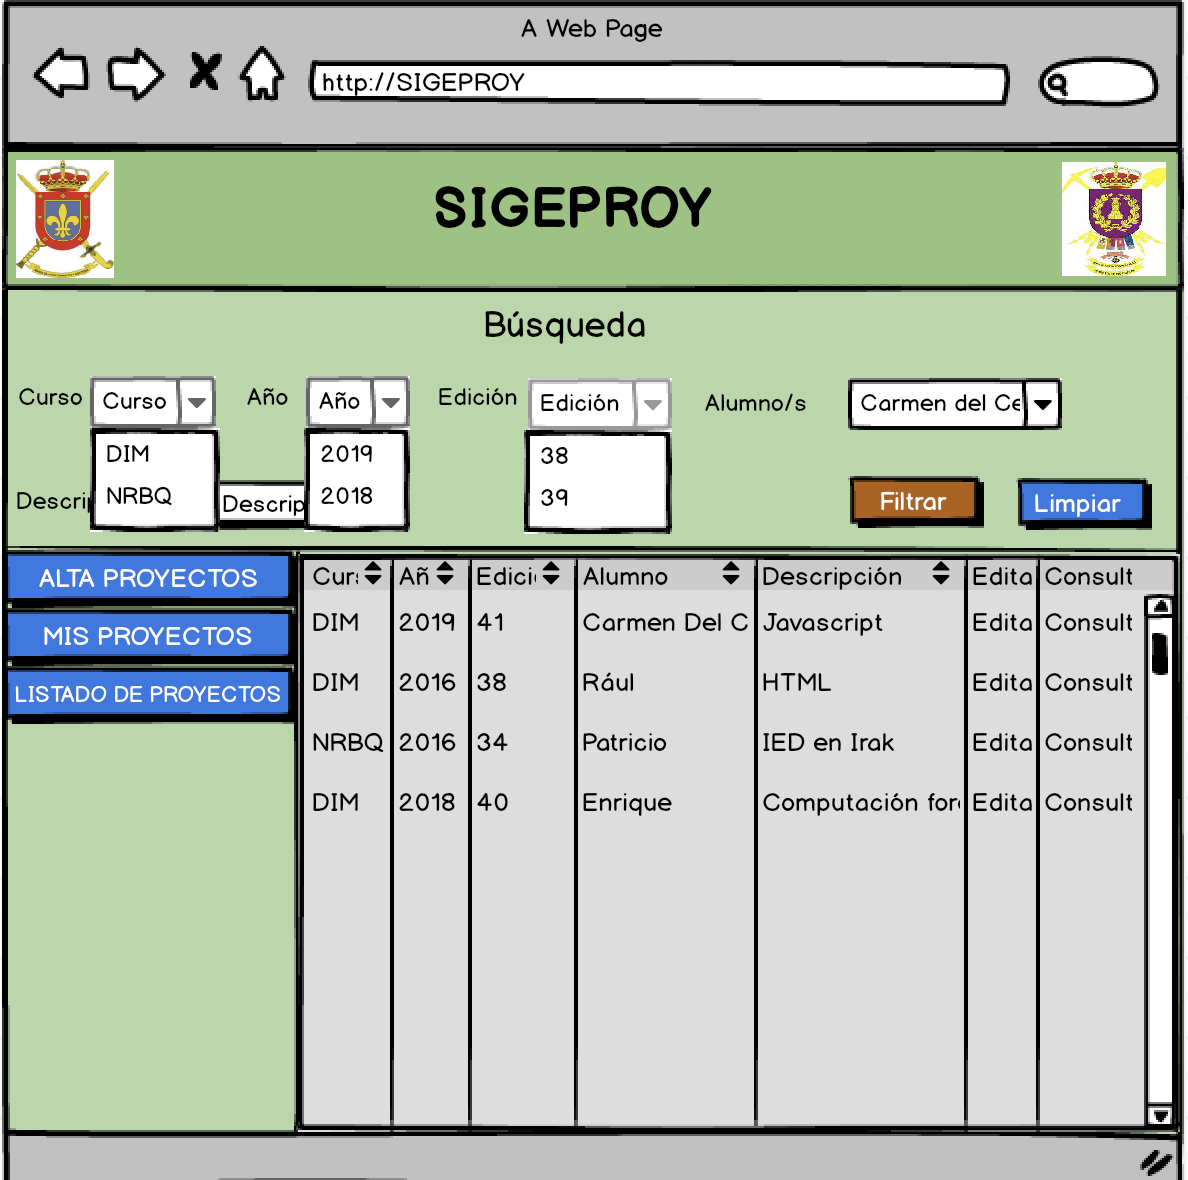 A Web Page
http://SIGEPROY
SIGEPROY
Búsqueda
Curso Curso Año Año Edición Edición Alumno/s Carmen del Ce
DIM 2019 38
Descri NRBQ Descrip 2018 39 Filtrar Limpiar
ALTA PROYECTOS
MIS PROYECTOS
LISTADO DE PROYECTOS
Curs Añ Edici Alumno Descripción Edita Consult
DIM 2019 41 Carmen Del C Javascript Edita Consult
DIM 2016 38 Rául HTML Edita Consult
NRBQ 2016 34 Patricio IED en Irak Edita Consult
DIM 2018 40 Enrique Computación for Edita Consult